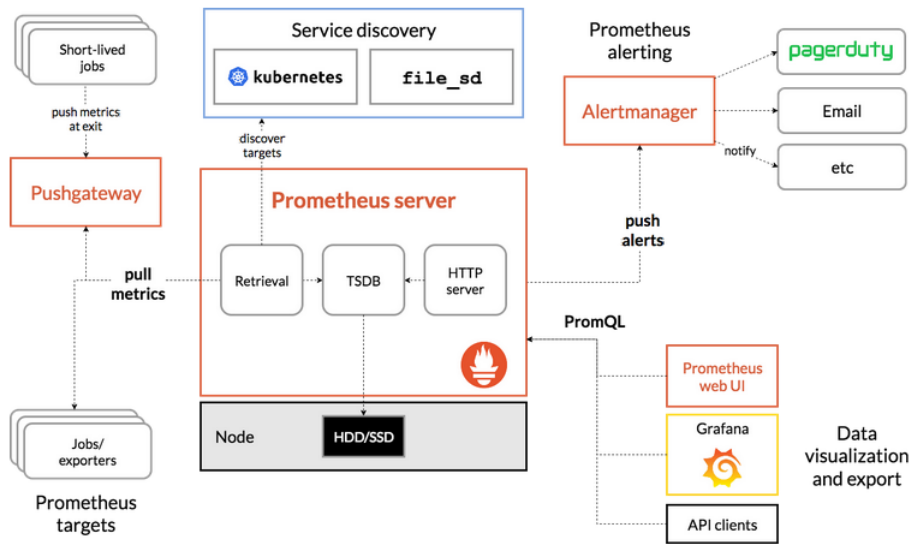 Short-lived
jobs
push metrics
at exit
Pushgateway
pull
metrics
Jobs/
exporters
Prometheus
targets
Service discovery
kubernetes
file_sd
discover
targets
Prometheus server
Retrieval
TSDB
HTTP
server
Node
HDD/SSD
Prometheus
alerting
Alertmanager
pagerduty
Email
notify
etc
push
alerts
PromQL
Prometheus
web UI
Grafana
API clients
Data
visualization
and export